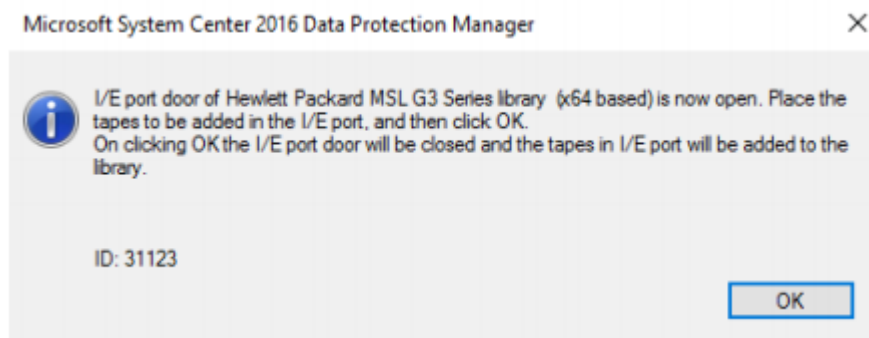 Microsoft System Center 2016 Data Protection Manager
I/E port door of Hewlett Packard MSL G3 Series library (x64 based) is now open. Place the
tapes to be added in the I/E port, and then click OK.
On clicking OK the I/E port door will be closed and the tapes in I/E port will be added to the
library.
ID: 31123
OK